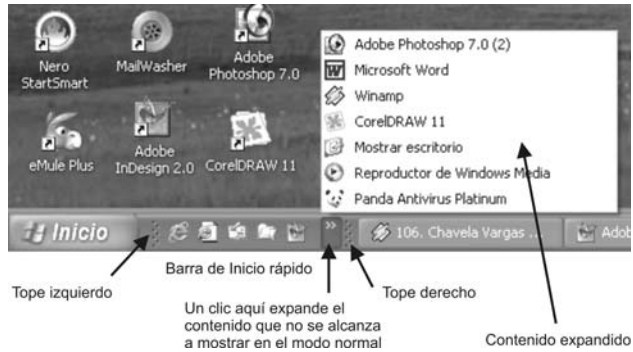 Nero
StartSmart
MailWasher
Adobe
Photoshop 7.0
eMule Plus
Adobe
InDesign 2.0
CorelDRAW 11
Adobe Photoshop 7.0 (2)
Microsoft Word
Winamp
CorelDRAW 11
Mostrar escritorio
Reproductor de Windows Media
Panda Antivirus Platinum
Inicio
»
106. Chavela Vargas ...
Adob
Barra de Inicio rápido
Tope izquierdo
Tope derecho
Un clic aquí expande el
contenido que no se alcanza
a mostrar en el modo normal
Contenido expandido